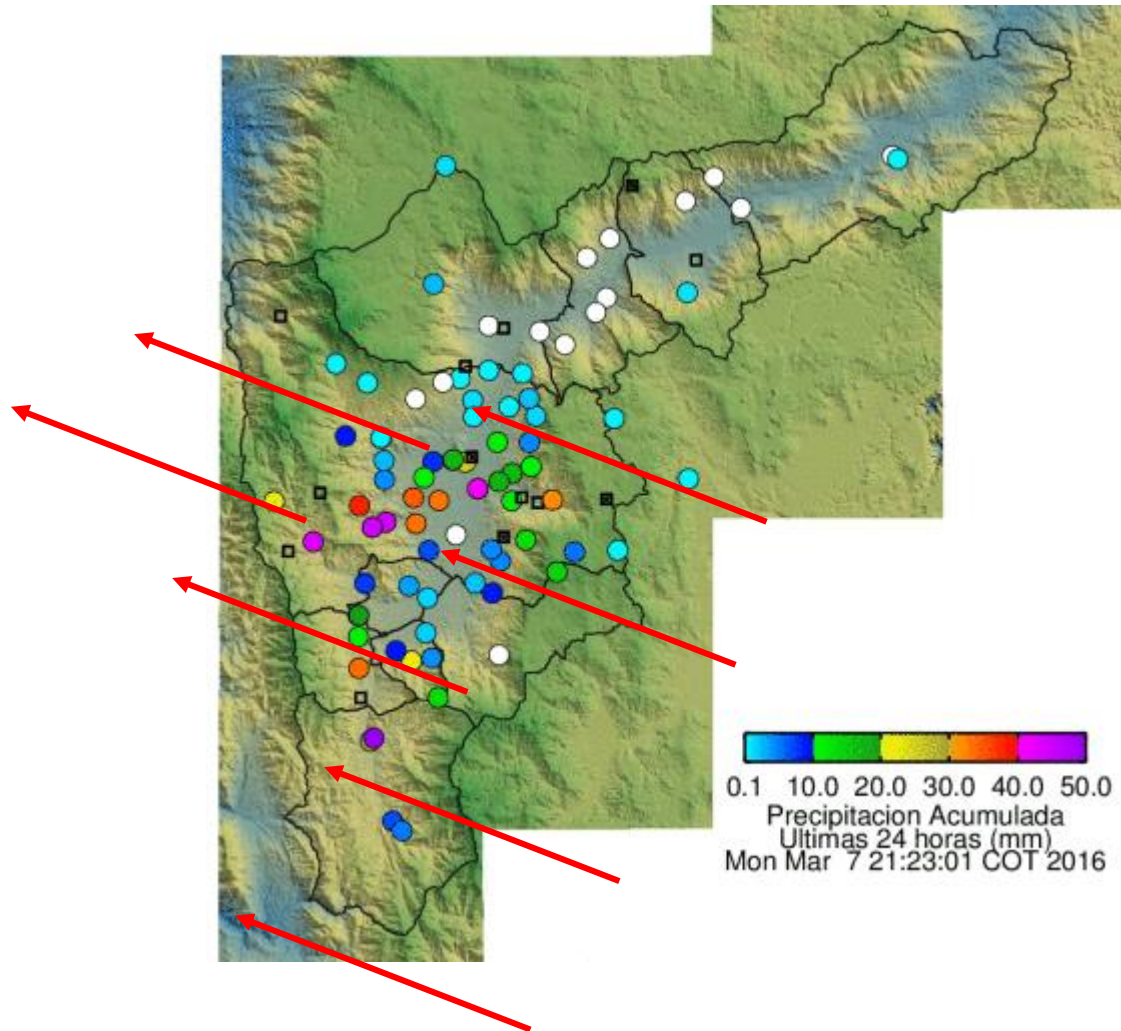 0.1 10.0 20.0 30.0 40.0 50.0
Precipitacion Acumulada
Ultimas 24 horas (mm)
Mon Mar 7 21:23:01 COT 2016